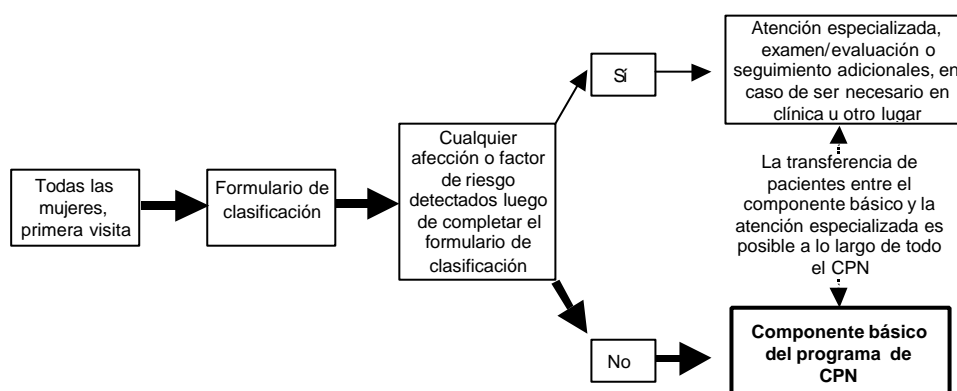 Todas las
mujeres,
primera visita
Formulario de
clasificación
Cualquier
afección o factor
de riesgo
detectados luego
de completar el
formulario de
clasificación
Sí
Atención especializada,
examen/evaluación o
seguimiento adicionales, en
caso de ser necesario en
clínica u otro lugar
La transferencia de
pacientes entre el
componente básico y la
atención especializada es
posible a lo largo de todo
el CPN
No
Componente básico
del programa de
CPN